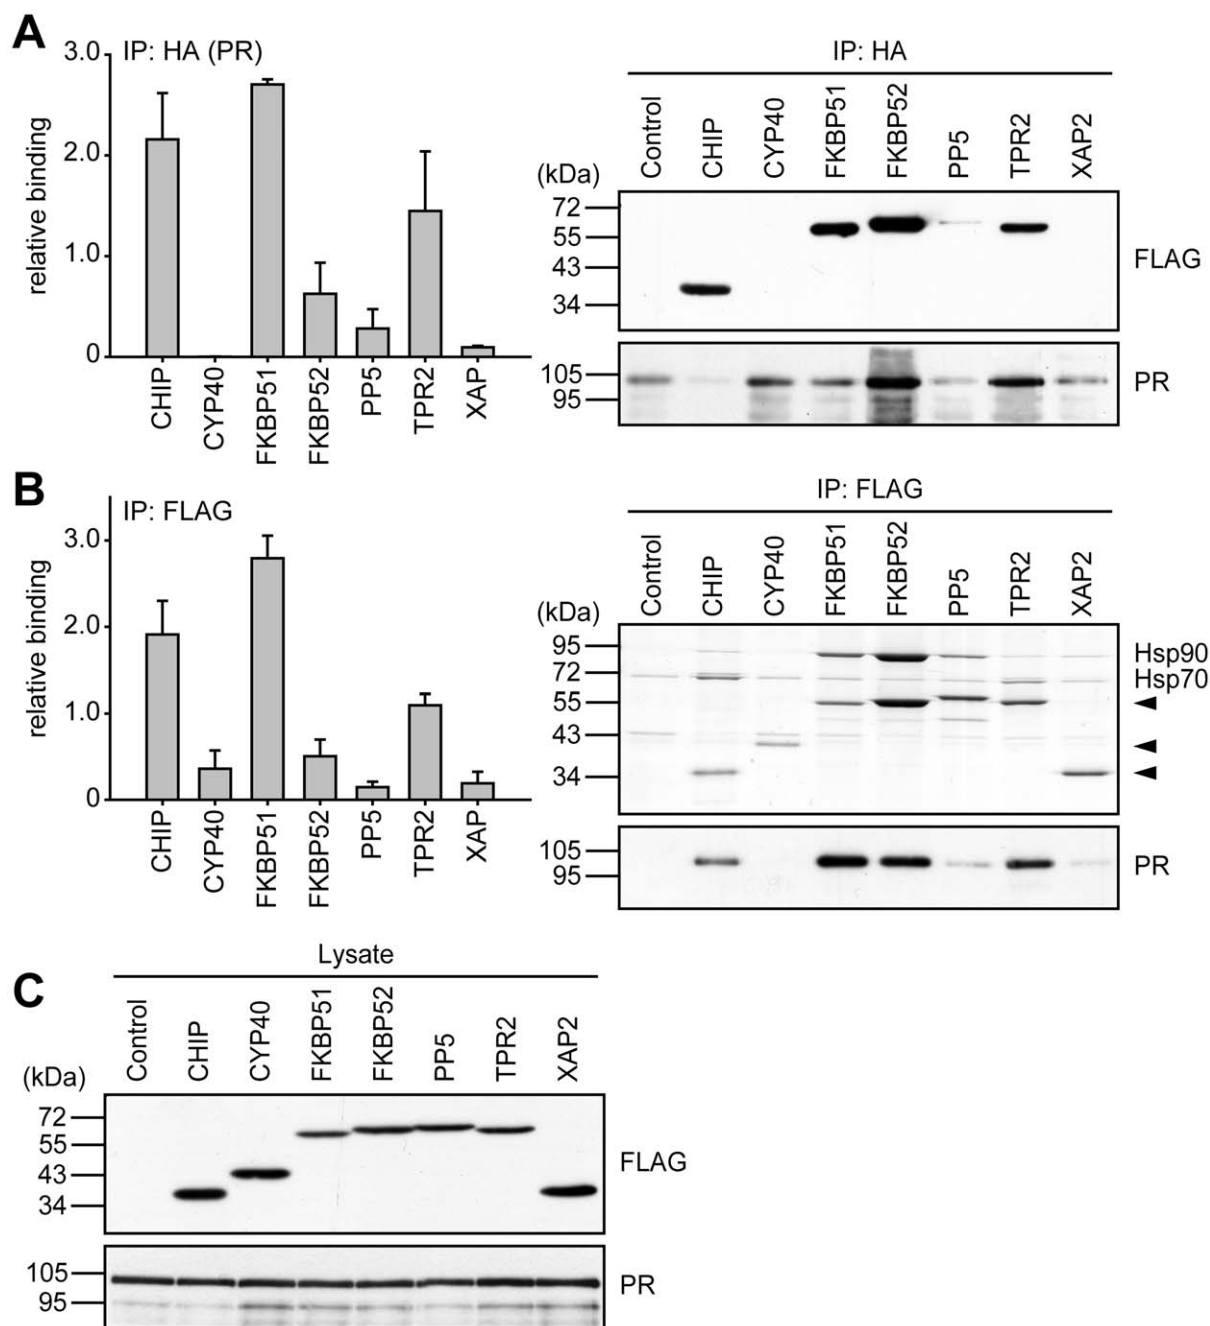 A
IP: HA (PR)
3.0
2.0
1.0
0
relative binding
CHIP
CYP40
FKBP51
FKBP52
PP5
TPR2
XAP
IP: HA
Control
CHIP
CYP40
FKBP51
FKBP52
PP5
TPR2
XAP2
(kDa)
72
55
43
34
FLAG
105
95
PR
B
IP: FLAG
3.0
2.0
1.0
0
relative binding
CHIP
CYP40
FKBP51
FKBP52
PP5
TPR2
XAP
IP: FLAG
Control
CHIP
CYP40
FKBP51
FKBP52
PP5
TPR2
XAP2
(kDa)
95
72
55
43
34
Hsp90
Hsp70
105
95
PR
C
Lysate
Control
CHIP
CYP40
FKBP51
FKBP52
PP5
TPR2
XAP2
(kDa)
72
55
43
34
FLAG
105
95
PR